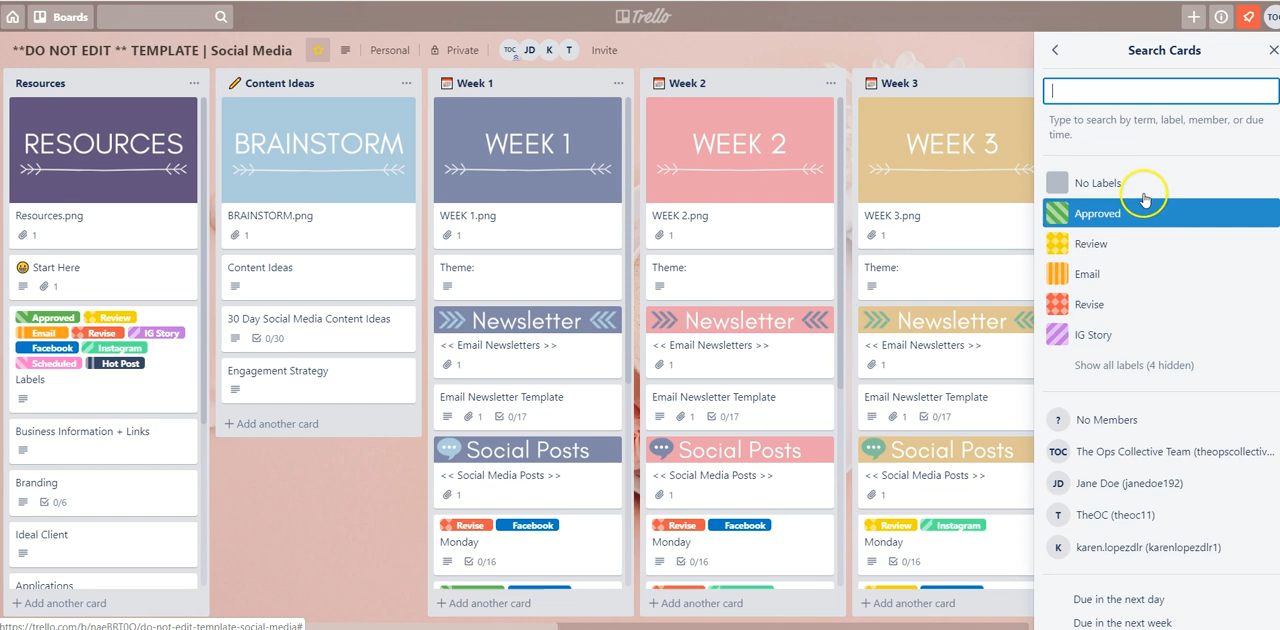 Boards
Trello
TOC
**DO NOT EDIT ** TEMPLATE | Social Media
Personal
Private
TOC JD K T
Invite
Resources
RESOURCES
Resources.png
1
Start Here
1
Approved Review
Email Revise IG Story
Facebook Instagram
Scheduled Hot Post
Labels
Business Information + Links
Branding
0/6
Ideal Client
Applications
+ Add another card
Content Ideas
BRAINSTORM
BRAINSTORM.png
1
Content Ideas
30 Day Social Media Content Ideas
0/30
Engagement Strategy
+ Add another card
Week 1
WEEK 1
WEEK 1.png
1
Theme:
Newsletter
<< Email Newsletters >>
1
Email Newsletter Template
1 0/17
Social Posts
<< Social Media Posts >>
1
Revise Facebook
Monday
0/16
+ Add another card
Week 2
WEEK 2
WEEK 2.png
1
Theme:
Newsletter
<< Email Newsletters >>
1
Email Newsletter Template
1 0/17
Social Posts
<< Social Media Posts >>
1
Revise Facebook
Monday
0/16
+ Add another card
Week 3
WEEK 3
WEEK 3.png
1
Theme:
Newsletter
<< Email Newsletters >>
1
Email Newsletter Template
1 0/17
Social Posts
<< Social Media Posts >>
1
Review Instagram
Monday
0/16
+ Add another card
Search Cards
Type to search by term, label, member, or due
time.
No Labels
Approved
Review
Email
Revise
IG Story
Show all labels (4 hidden)
? No Members
TOC The Ops Collective Team (theopscollectiv...
JD Jane Doe (janedoe192)
T TheOC (theoc11)
K karen.lopezdlr (karenlopezdlr1)
Due in the next day
Due in the next week